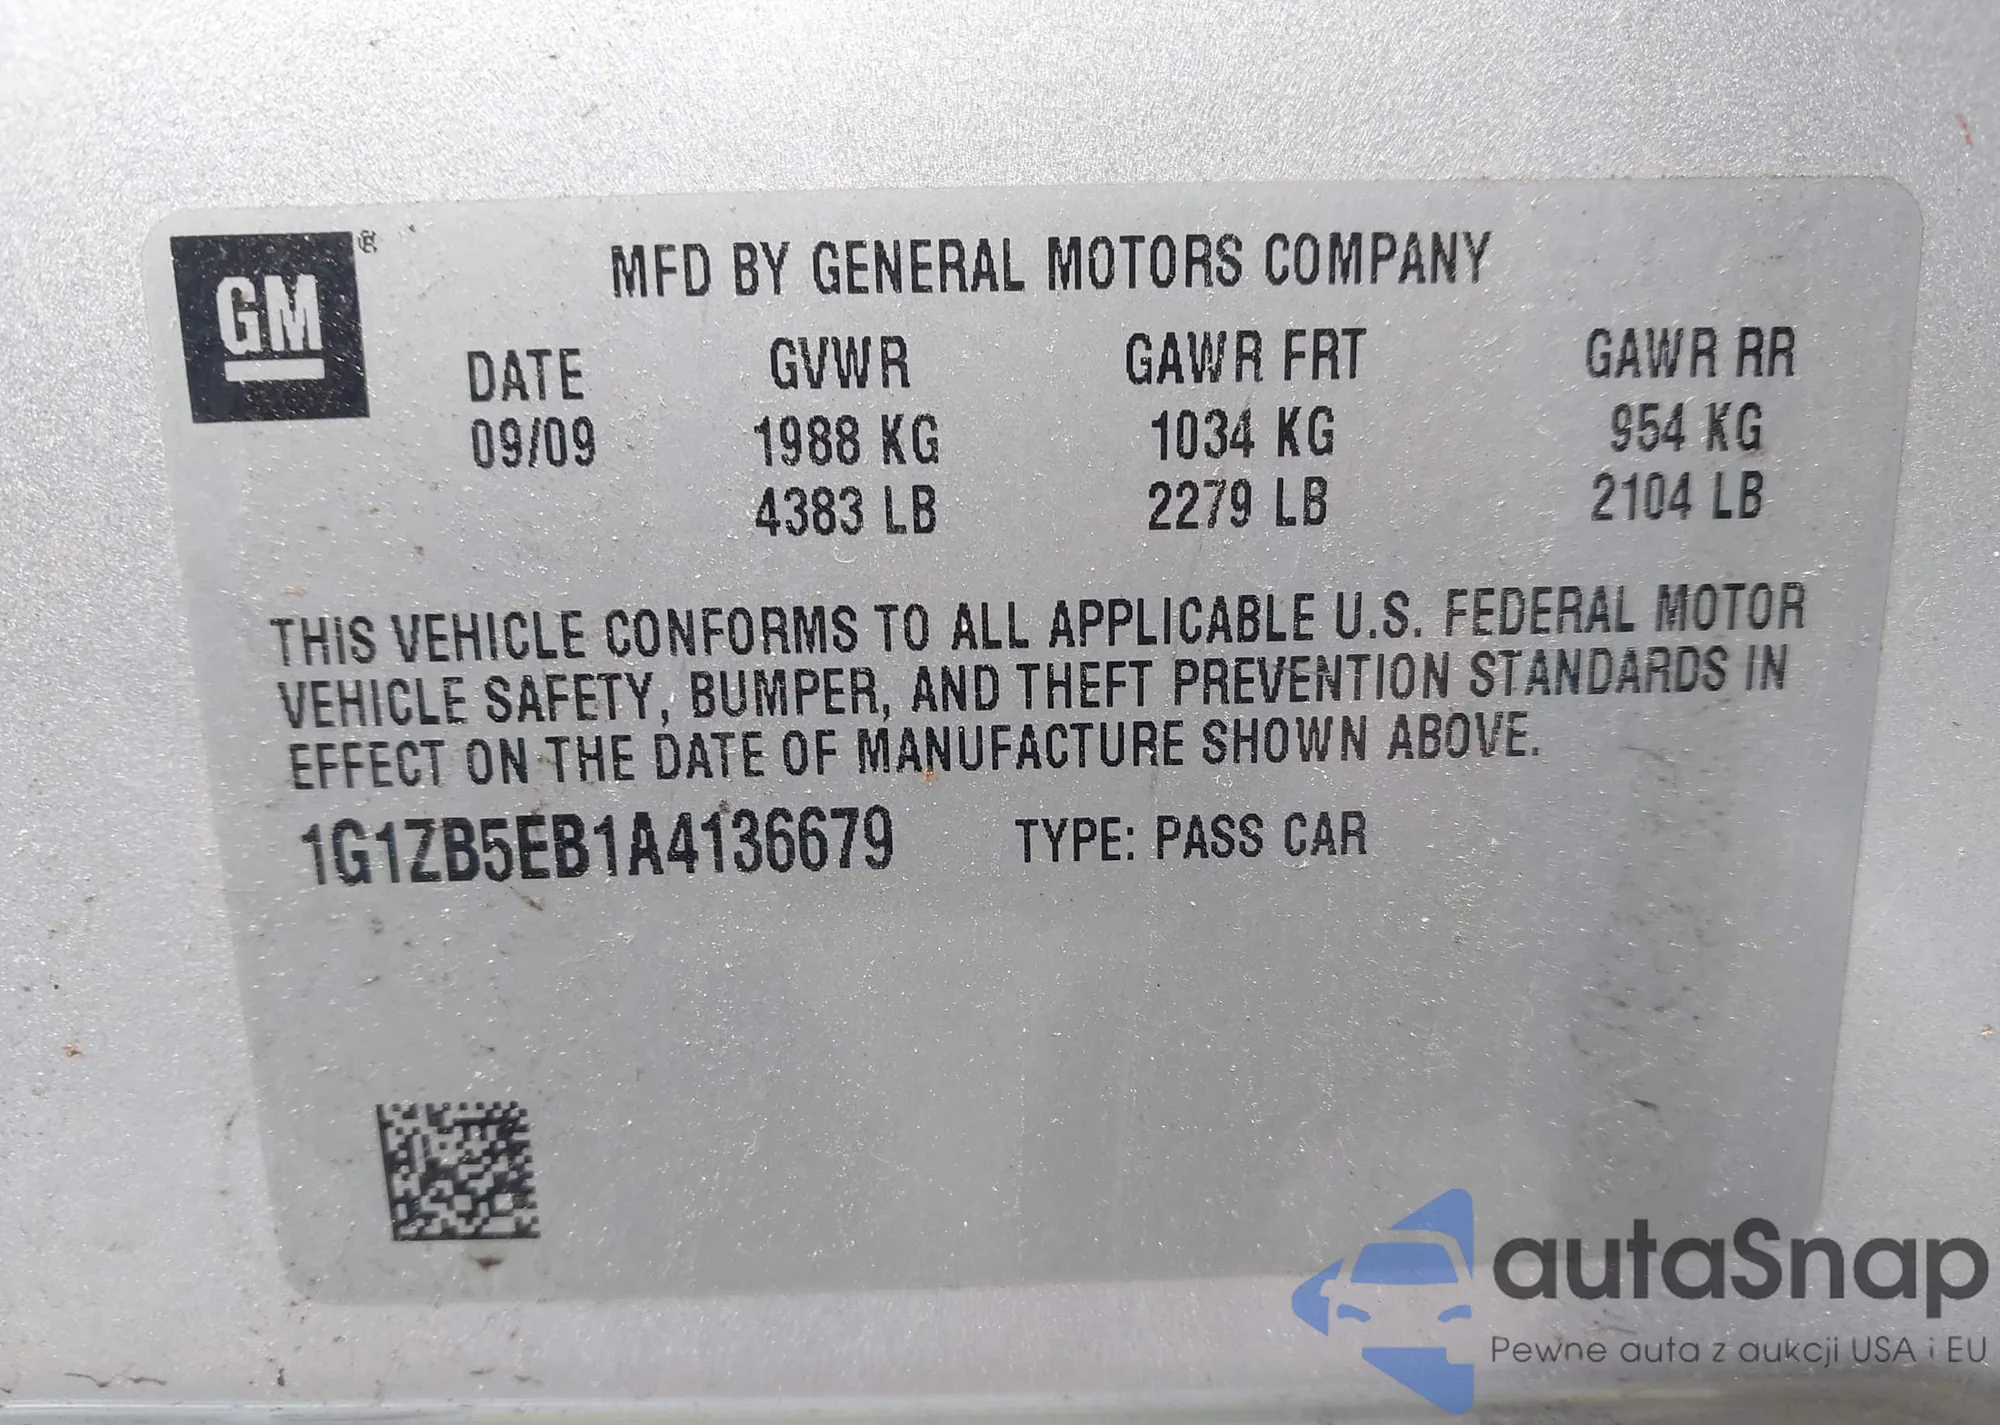 GM ®
MFD BY GENERAL MOTORS COMPANY
DATE GVWR GAWR FRT GAWR RR
09/09 1988 KG 1034 KG 954 KG
4383 LB 2279 LB 2104 LB
THIS VEHICLE CONFORMS TO ALL APPLICABLE U.S. FEDERAL MOTOR
VEHICLE SAFETY, BUMPER, AND THEFT PREVENTION STANDARDS IN
EFFECT ON THE DATE OF MANUFACTURE SHOWN ABOVE.
1G1ZB5EB1A4136679 TYPE: PASS CAR
autaSnap
Pewne auta z aukcji USA i EU